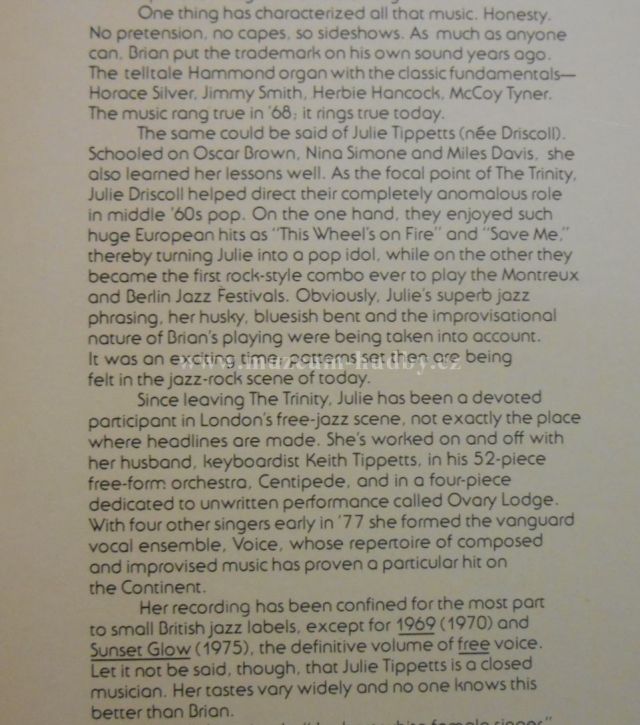 One thing has characterized all that music. Honesty.
No pretension, no capes, so sideshows. As much as anyone
can, Brian put the trademark on his own sound years ago.
The telltale Hammond organ with the classic fundamentals—
Horace Silver, Jimmy Smith, Herbie Hancock, McCoy Tyner.
The music rang true in '68; it rings true today.
The same could be said of Julie Tippetts (née Driscoll).
Schooled on Oscar Brown, Nina Simone and Miles Davis, she
also learned her lessons well. As the focal point of The Trinity,
Julie Driscoll helped direct their completely anomalous role
in middle '60s pop. On the one hand, they enjoyed such
huge European hits as "This Wheel's on Fire" and "Save Me,"
thereby turning Julie into a pop idol, while on the other they
became the first rock-style combo ever to play the Montreux
and Berlin Jazz Festivals. Obviously, Julie's superb jazz
phrasing, her husky, bluesish bent and the improvisational
nature of Brian's playing were being taken into account.
It was an exciting time; patterns set then are being
www.muzeum-hudby.cz
felt in the jazz-rock scene of today.
Since leaving The Trinity, Julie has been a devoted
participant in London's free-jazz scene, not exactly the place
where headlines are made. She's worked on and off with
her husband, keyboardist Keith Tippetts, in his 52-piece
free-form orchestra, Centipede, and in a four-piece
dedicated to unwritten performance called Ovary Lodge.
With four other singers early in '77 she formed the vanguard
vocal ensemble, Voice, whose repertoire of composed
and improvised music has proven a particular hit on
the Continent.
Her recording has been confined for the most part
to small British jazz labels, except for 1969 (1970) and
Sunset Glow (1975), the definitive volume of free voice.
Let it not be said, though, that Julie Tippetts is a closed
musician. Her tastes vary widely and no one knows this
better than Brian.
female singer"